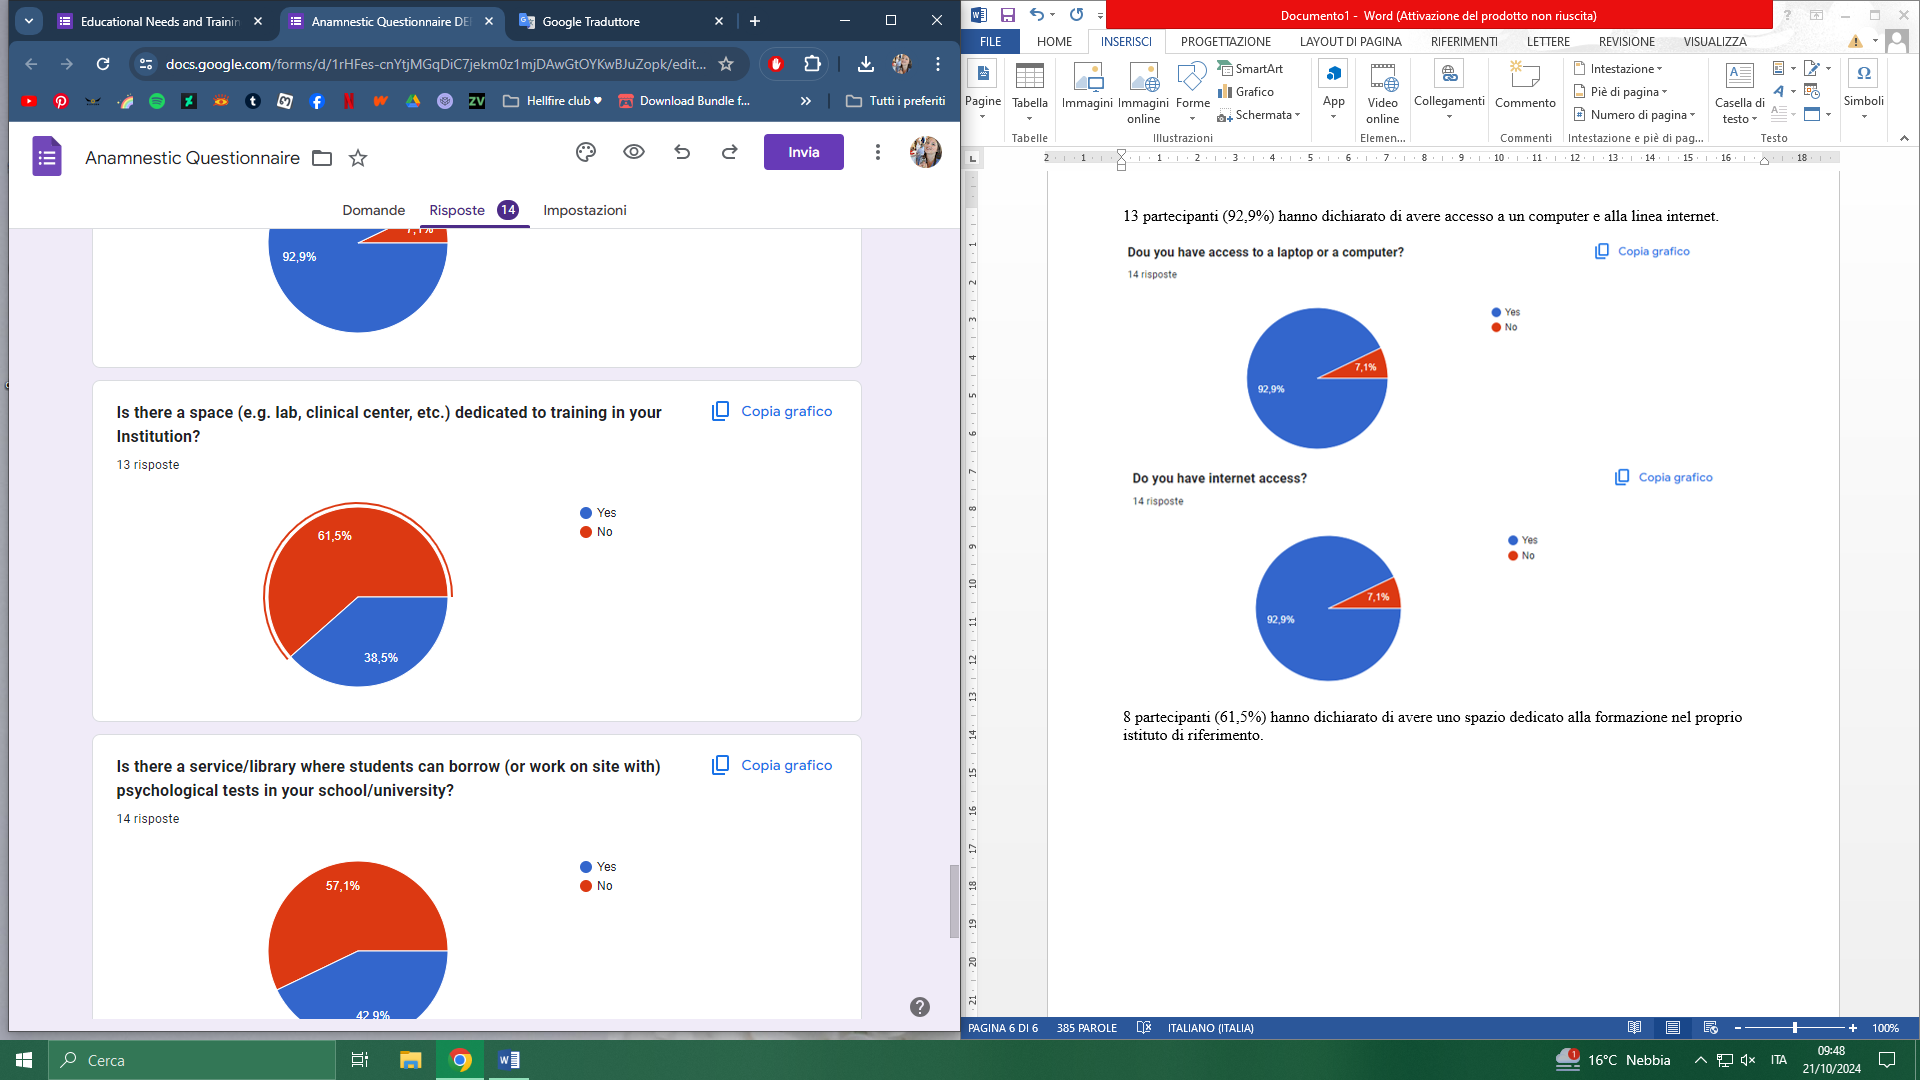 Educational Needs and Trainin
Anamnestic Questionnaire DE
Google Traduttore
docs.google.com/forms/d/1rHFes-cnYtjMGqDiC7jekm0z1mjDAwGtOYKwBJuZopk/edit...
Hellfire club ♥
Download Bundle f...
Tutti i preferiti
Anamnestic Questionnaire
Invia
Domande
Risposte 14
Impostazioni
7,1%
92,9%
Is there a space (e.g. lab, clinical center, etc.) dedicated to training in your
Institution?
Copia grafico
13 risposte
Yes
No
61,5%
38,5%
Is there a service/library where students can borrow (or work on site with)
psychological tests in your school/university?
Copia grafico
14 risposte
Yes
No
57,1%
42,9%
Documento1 - Word (Attivazione del prodotto non riuscita)
FILE
HOME
INSERISCI
PROGETTAZIONE
LAYOUT DI PAGINA
RIFERIMENTI
LETTERE
REVISIONE
VISUALIZZA
Pagine
Tabella
Tabelle
Immagini
Immagini
online
Forme
SmartArt
Grafico
Schermata
Illustrazioni
App
Video
online
Elemen...
Collegamenti
Commento
Commenti
Intestazione
Piè di pagina
Numero di pagina
Intestazione e piè di pag...
Casella di
testo
Testo
Simboli
13 partecipanti (92,9%) hanno dichiarato di avere accesso a un computer e alla linea internet.
Dou you have access to a laptop or a computer?
Copia grafico
14 risposte
Yes
No
7,1%
92,9%
Do you have internet access?
Copia grafico
14 risposte
Yes
No
7,1%
92,9%
8 partecipanti (61,5%) hanno dichiarato di avere uno spazio dedicato alla formazione nel proprio
istituto di riferimento.
PAGINA 6 DI 6
385 PAROLE
ITALIANO (ITALIA)
100%
Cerca
16°C Nebbia
ITA
09:48
21/10/2024